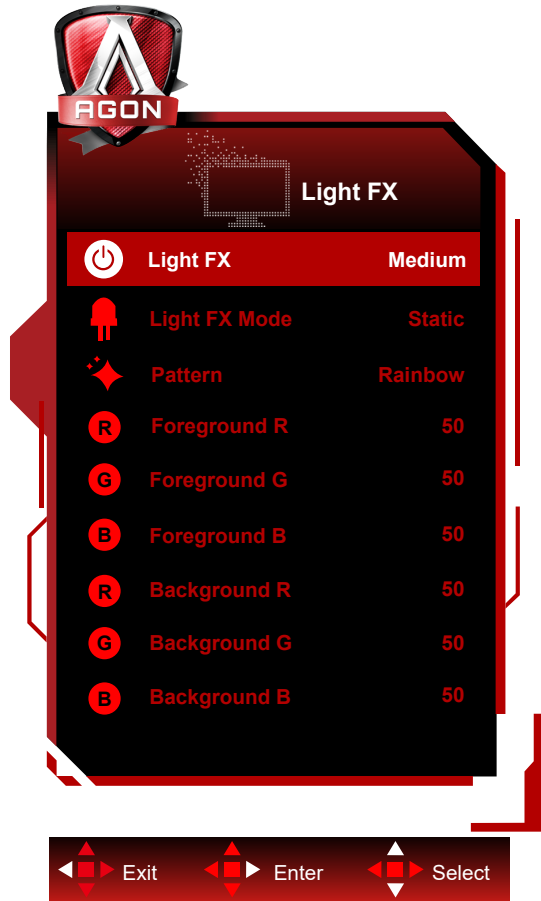 AGON
Light FX
Light FX Medium
Light FX Mode Static
Pattern Rainbow
R Foreground R 50
G Foreground G 50
B Foreground B 50
R Background R 50
G Background G 50
B Background B 50
Exit Enter Select